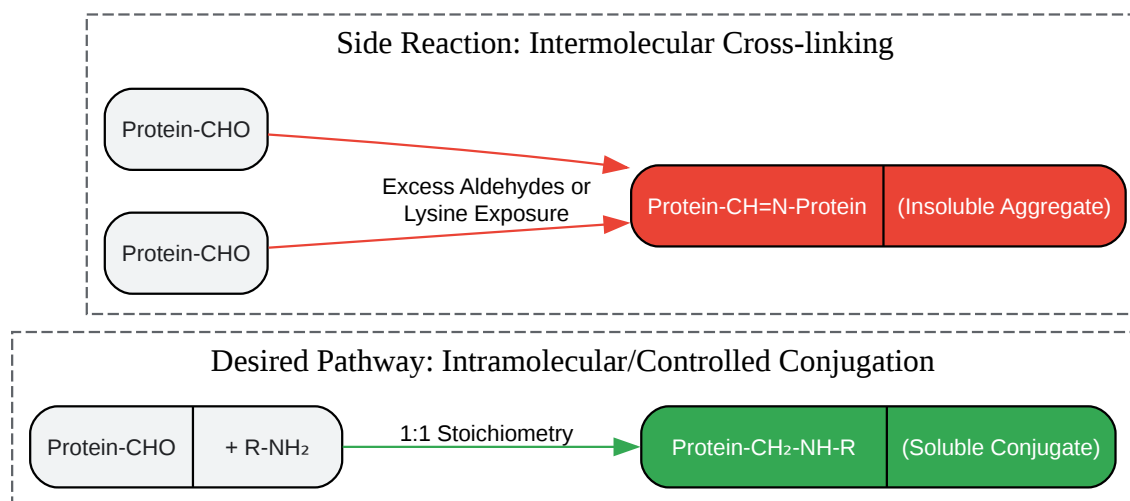 Side Reaction: Intermolecular Cross-linking
Protein-CHO
Excess Aldehydes or
Lysine Exposure
Protein-CHO
Protein-CH=N-Protein
(Insoluble Aggregate)
Desired Pathway: Intramolecular/Controlled Conjugation
Protein-CHO
+ R-NH₂
1:1 Stoichiometry
Protein-CH₂-NH-R
(Soluble Conjugate)